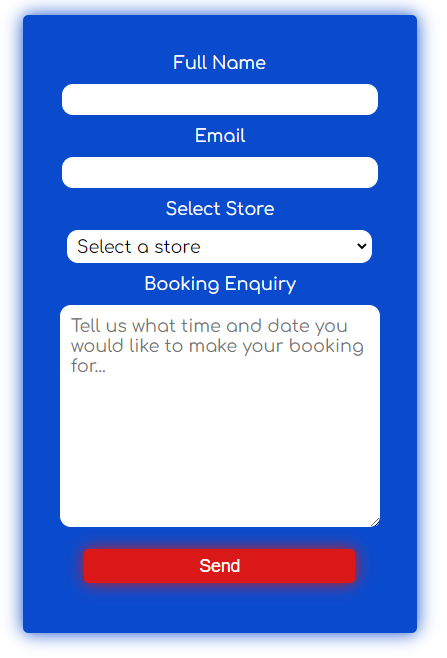 Full Name
Email
Select Store
Select a store
Booking Enquiry
Tell us what time and date you
would like to make your booking
for...
Send